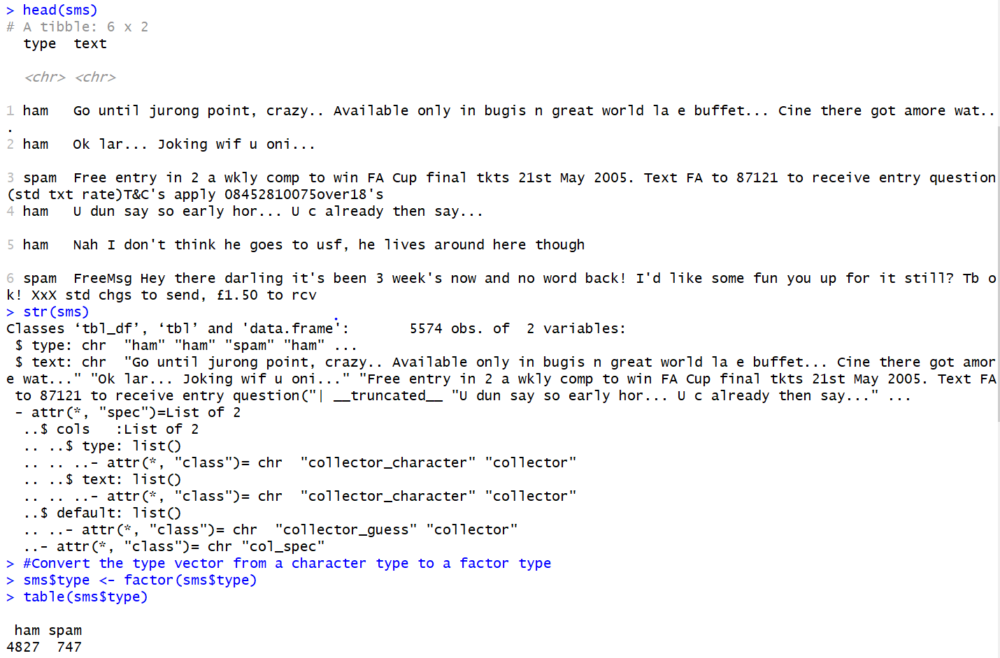 > head(sms)
# A tibble: 6 x 2
  type  text
  <chr> <chr>
1 ham   Go until jurong point, crazy.. Available only in bugis n great world la e buffet... Cine there got amore wat..
.
2 ham   Ok lar... Joking wif u oni...
3 spam  Free entry in 2 a wkly comp to win FA Cup final tkts 21st May 2005. Text FA to 87121 to receive entry question
(std txt rate)T&C's apply 08452810075over18's
4 ham   U dun say so early hor... U c already then say...
5 ham   Nah I don't think he goes to usf, he lives around here though
6 spam  FreeMsg Hey there darling it's been 3 week's now and no word back! I'd like some fun you up for it still? Tb o
k! XxX std chgs to send, £1.50 to rcv
> str(sms)
Classes ‘tbl_df’, ‘tbl’ and 'data.frame':       5574 obs. of  2 variables:
 $ type: chr  "ham" "ham" "spam" "ham" ...
 $ text: chr  "Go until jurong point, crazy.. Available only in bugis n great world la e buffet... Cine there got amor
e wat..." "Ok lar... Joking wif u oni..." "Free entry in 2 a wkly comp to win FA Cup final tkts 21st May 2005. Text FA
 to 87121 to receive entry question("| __truncated__ "U dun say so early hor... U c already then say..." ...
 - attr(*, "spec")=List of 2
  ..$ cols   :List of 2
  .. ..$ type: list()
  .. .. ..- attr(*, "class")= chr  "collector_character" "collector"
  .. ..$ text: list()
  .. .. ..- attr(*, "class")= chr  "collector_character" "collector"
  ..$ default: list()
  .. ..- attr(*, "class")= chr  "collector_guess" "collector"
  ..- attr(*, "class")= chr "col_spec"
> #Convert the type vector from a character type to a factor type
> sms$type <- factor(sms$type)
> table(sms$type)
 ham spam
4827  747